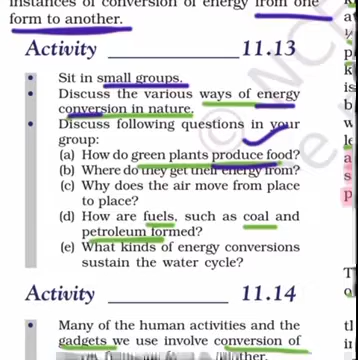 instances of conversion of energy from one
form to another.
Activity 11.13
• Sit in small groups.
• Discuss the various ways of energy
conversion in nature.
• Discuss following questions in your
group:
(a) How do green plants produce food?
(b) Where do they get their energy from?
(c) Why does the air move from place
to place?
(d) How are fuels, such as coal and
petroleum formed?
(e) What kinds of energy conversions
sustain the water cycle?
Activity 11.14
• Many of the human activities and the
gadgets we use involve conversion of